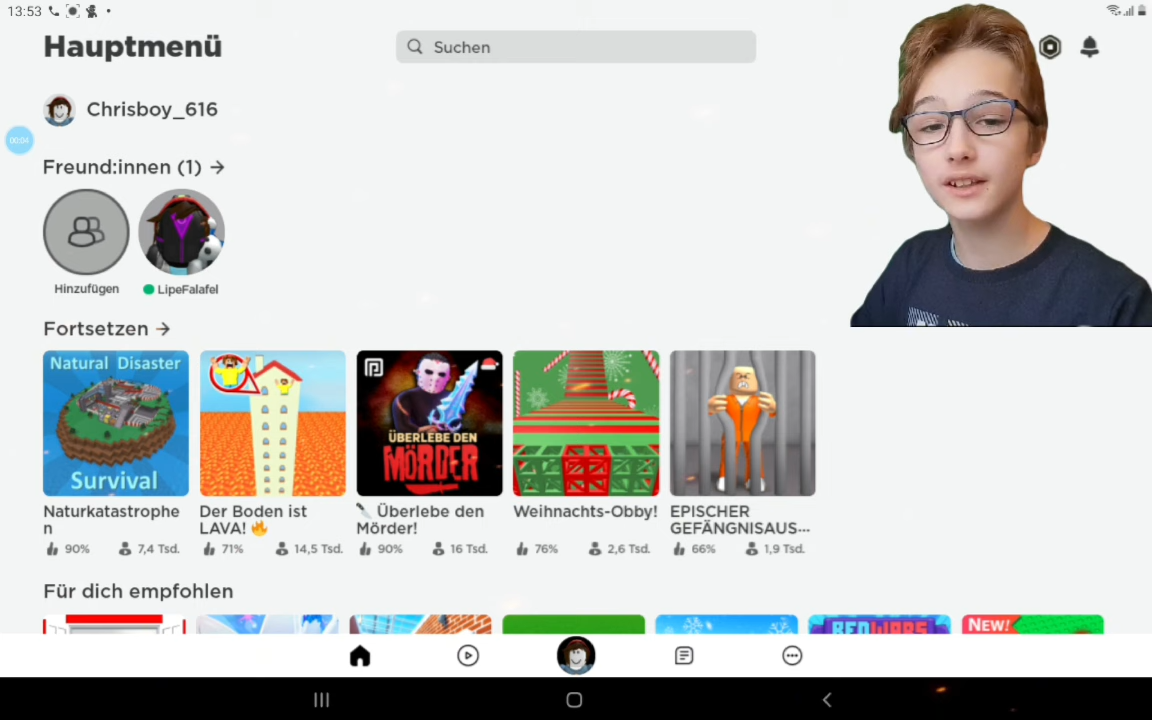 13:53
Hauptmenü
Suchen
Chrisboy_616
00:04
Freund:innen (1) →
Hinzufügen
LipeFalafel
Fortsetzen →
Natural Disaster
Survival
ÜBERLEBE DEN
MÖRDER
Naturkatastrophe
n
90% 7,4 Tsd.
Der Boden ist
LAVA! 🔥
71% 14,5 Tsd.
🔪 Überlebe den
Mörder!
90% 16 Tsd.
Weihnachts-Obby!
76% 2,6 Tsd.
EPISCHER
GEFÄNGNISAUS...
66% 1,9 Tsd.
Für dich empfohlen
BEDWARS
NEW!